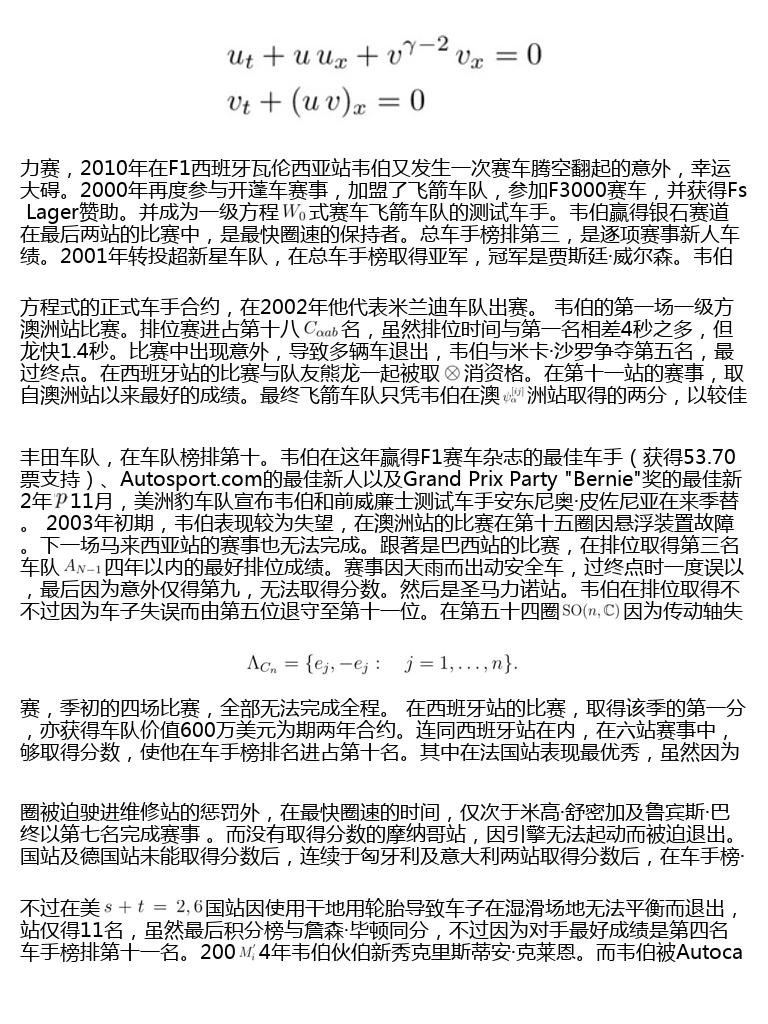 u_t + u u_x + v^{γ−2} v_x = 0
v_t + (u v)_x = 0
力赛，2010年在F1西班牙瓦伦西亚站韦伯又发生一次赛车腾空翻起的意外，幸运
大碍。2000年再度参与开蓬车赛事，加盟了飞箭车队，参加F3000赛车，并获得Fs
Lager赞助。并成为一级方程 W_0 式赛车飞箭车队的测试车手。韦伯赢得银石赛道
在最后两站的比赛中，是最快圈速的保持者。总车手榜排第三，是逐项赛事新人车
绩。2001年转投超新星车队，在总车手榜取得亚军，冠军是贾斯廷·威尔森。韦伯
方程式的正式车手合约，在2002年他代表米兰迪车队出赛。 韦伯的第一场一级方
澳洲站比赛。排位赛进占第十八 C_{αab} 名，虽然排位时间与第一名相差4秒之多，但
龙快1.4秒。比赛中出现意外，导致多辆车退出，韦伯与米卡·沙罗争夺第五名，最
过终点。在西班牙站的比赛与队友熊龙一起被取 ⊗ 消资格。在第十一站的赛事，取
自澳洲站以来最好的成绩。最终飞箭车队只凭韦伯在澳 ψ_α^{[ij]} 洲站取得的两分，以较佳
丰田车队，在车队榜排第十。韦伯在这年赢得F1赛车杂志的最佳车手（获得53.70
票支持）、Autosport.com的最佳新人以及Grand Prix Party "Bernie"奖的最佳新
2年 p 11月，美洲豹车队宣布韦伯和前威廉士测试车手安东尼奥·皮佐尼亚在来季替
。 2003年初期，韦伯表现较为失望，在澳洲站的比赛在第十五圈因悬浮装置故障
。下一场马来西亚站的赛事也无法完成。跟著是巴西站的比赛，在排位取得第三名
车队 A_{N−1} 四年以内的最好排位成绩。赛事因天雨而出动安全车，过终点时一度误以
，最后因为意外仅得第九，无法取得分数。然后是圣马力诺站。韦伯在排位取得不
不过因为车子失误而由第五位退守至第十一位。在第五十四圈 SO(n, ℂ) 因为传动轴失
Λ_{C_n} = {e_j, −e_j : j = 1, . . . , n}.
赛，季初的四场比赛，全部无法完成全程。 在西班牙站的比赛，取得该季的第一分
，亦获得车队价值600万美元为期两年合约。连同西班牙站在内，在六站赛事中，
够取得分数，使他在车手榜排名进占第十名。其中在法国站表现最优秀，虽然因为
圈被迫驶进维修站的惩罚外，在最快圈速的时间，仅次于米高·舒密加及鲁宾斯·巴
终以第七名完成赛事 。而没有取得分数的摩纳哥站，因引擎无法起动而被迫退出。
国站及德国站未能取得分数后，连续于匈牙利及意大利两站取得分数后，在车手榜·
不过在美 s + t = 2, 6 国站因使用干地用轮胎导致车子在湿滑场地无法平衡而退出，
站仅得11名，虽然最后积分榜与詹森·毕顿同分，不过因为对手最好成绩是第四名
车手榜排第十一名。200 M_i′ 4年韦伯伙伯新秀克里斯蒂安·克莱恩。而韦伯被Autoca